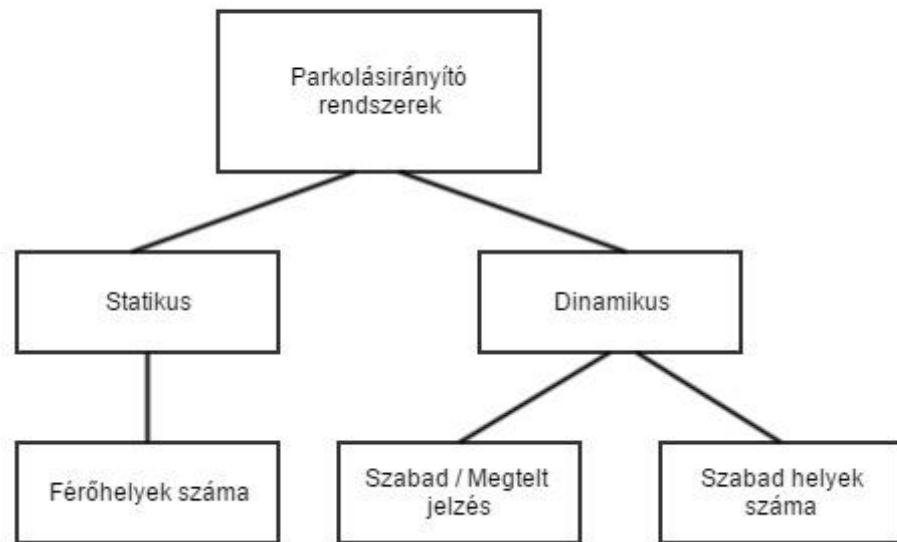 Parkolásirányító
rendszerek
Statikus
Dinamikus
Férőhelyek száma
Szabad / Megtelt
jelzés
Szabad helyek
száma